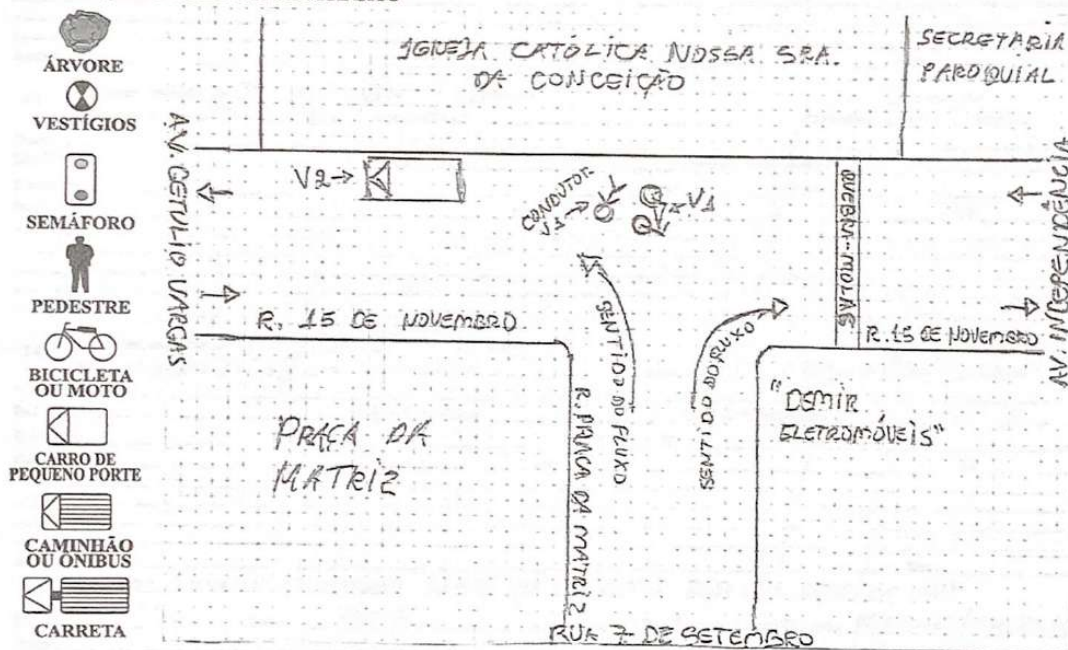 ÁRVORE
VESTÍGIOS
SEMÁFORO
PEDESTRE
BICICLETA
OU MOTO
CARRO DE
PEQUENO PORTE
CAMINHÃO
OU ÔNIBUS
CARRETA
IGREJA CATÓLICA NOSSA SRA.
DA CONCEIÇÃO
SECRETARIA
PAROQUIAL
AV. GETULIO VARGAS
V2
CONDUTOR
V1
V1
QUEBRA-MOLAS
AV. INDEPENDÊNCIA
R. 15 DE NOVEMBRO
R. 15 DE NOVEMBRO
SENTIDO DO FLUXO
SENTIDO DO FLUXO
PRAÇA DA
MATRIZ
R. PRAÇA DA MATRIZ
"DEMIR
ELETROMÓVEIS"
RUA 7 DE SETEMBRO